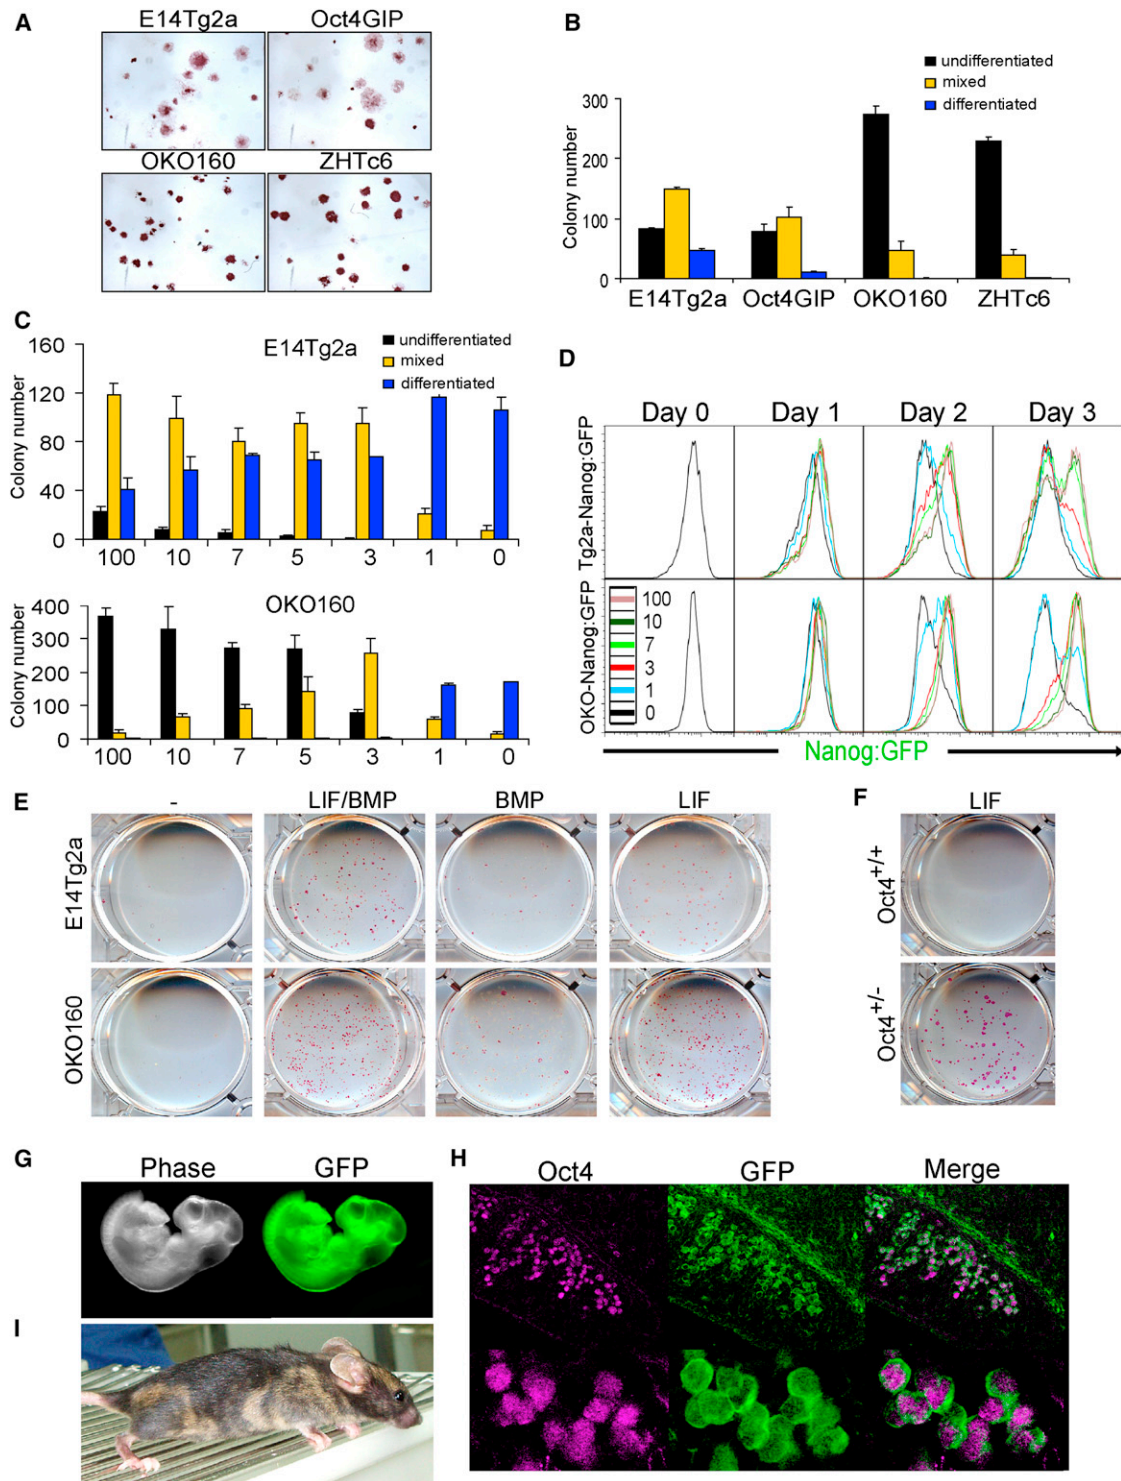 A
E14Tg2a Oct4GIP
OKO160 ZHTc6
B
undifferentiated
mixed
differentiated
Colony number
300
200
100
0
E14Tg2a Oct4GIP OKO160 ZHTc6
C
E14Tg2a
undifferentiated
mixed
differentiated
Colony number
160
120
80
40
0
100 10 7 5 3 1 0
OKO160
Colony number
400
300
200
100
0
100 10 7 5 3 1 0
D
Day 0 Day 1 Day 2 Day 3
Tg2a-Nanog:GFP
OKO-Nanog:GFP
100
10
7
3
1
0
Nanog:GFP
E
- LIF/BMP BMP LIF
E14Tg2a
OKO160
F
LIF
Oct4+/+
Oct4+/-
G
Phase GFP
H
Oct4 GFP Merge
I